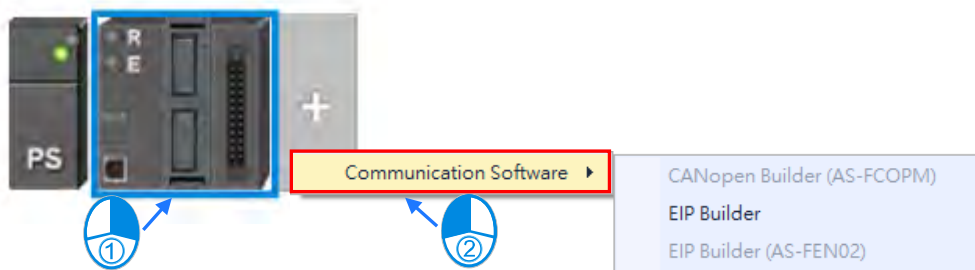 R
E
PS
+
Communication Software
CANopen Builder (AS-FCOPM)
EIP Builder
EIP Builder (AS-FEN02)
①
②